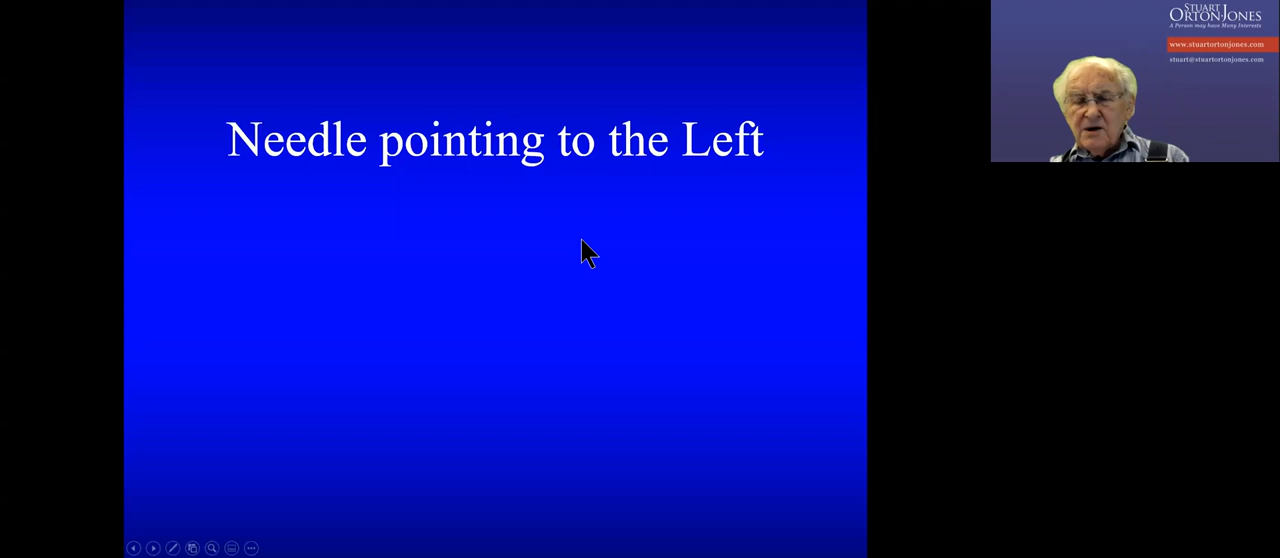 Needle pointing to the Left
STUART
ORTON-JONES
A Person may have Many Interests
www.stuartortonjones.com
stuart@stuartortonjones.com